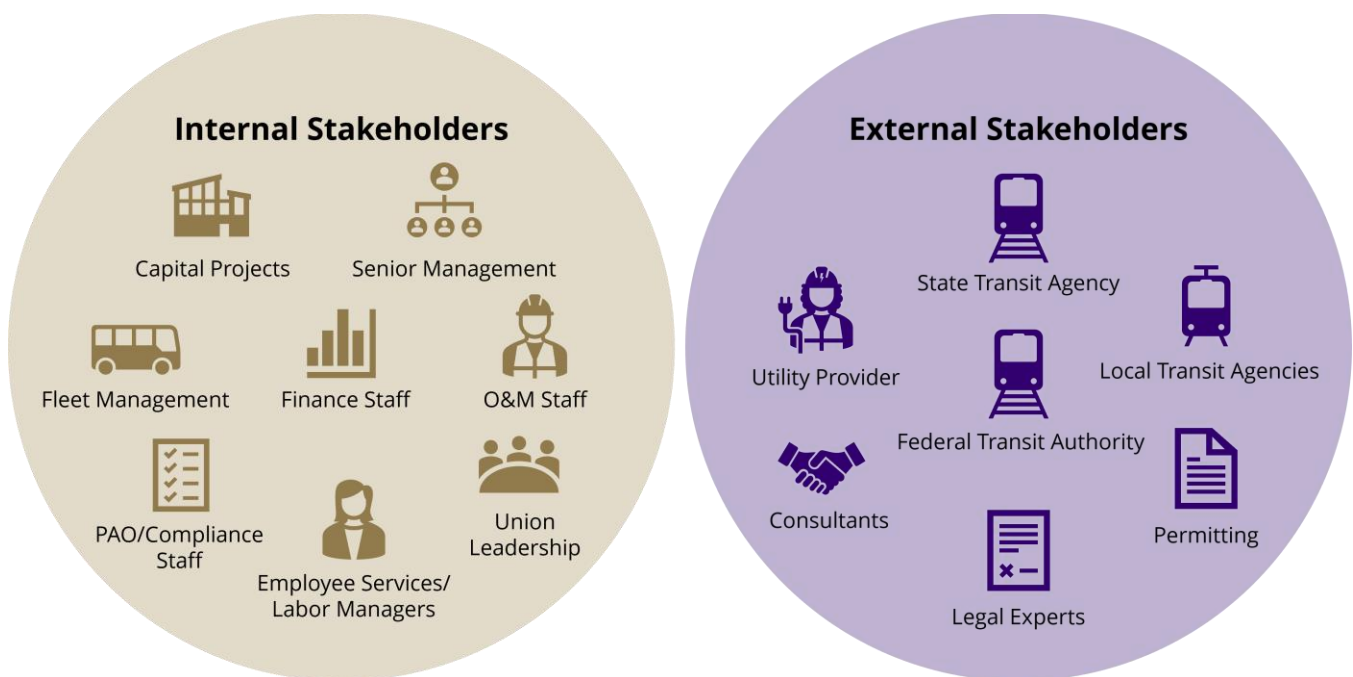 Internal Stakeholders
Capital Projects
Senior Management
Fleet Management
Finance Staff
O&M Staff
PAO/Compliance
Staff
Employee Services/
Labor Managers
Union
Leadership
External Stakeholders
State Transit Agency
Utility Provider
Local Transit Agencies
Federal Transit Authority
Consultants
Permitting
Legal Experts